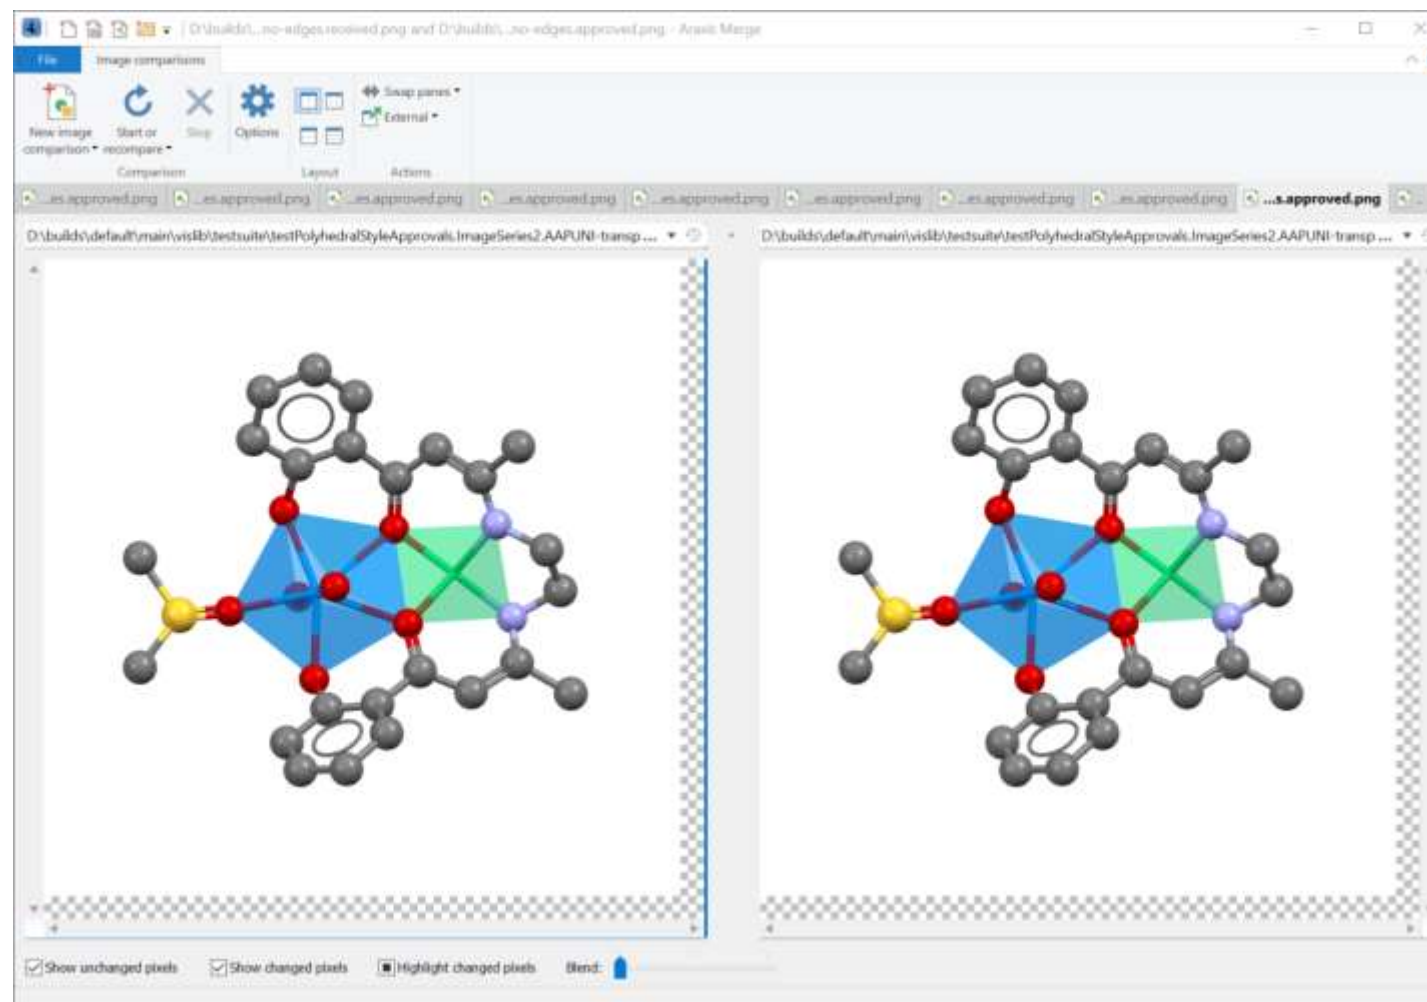 D:\builds\...no-edges.received.png and D:\builds\...no-edges.approved.png - Araxis Merge
File Image comparisons
New image comparison
Start or recompare
Stop
Options
Swap panes
External
Comparison Layout Actions
...es.approved.png ...es.approved.png ...es.approved.png ...es.approved.png ...es.approved.png ...es.approved.png ...es.approved.png ...es.approved.png ...s.approved.png
D:\builds\default\main\vislib\testsuite\testPolyhedralStyleApprovals.ImageSeries2.AAPUNI-transp ... D:\builds\default\main\vislib\testsuite\testPolyhedralStyleApprovals.ImageSeries2.AAPUNI-transp ...
Show unchanged pixels Show changed pixels Highlight changed pixels Blend: